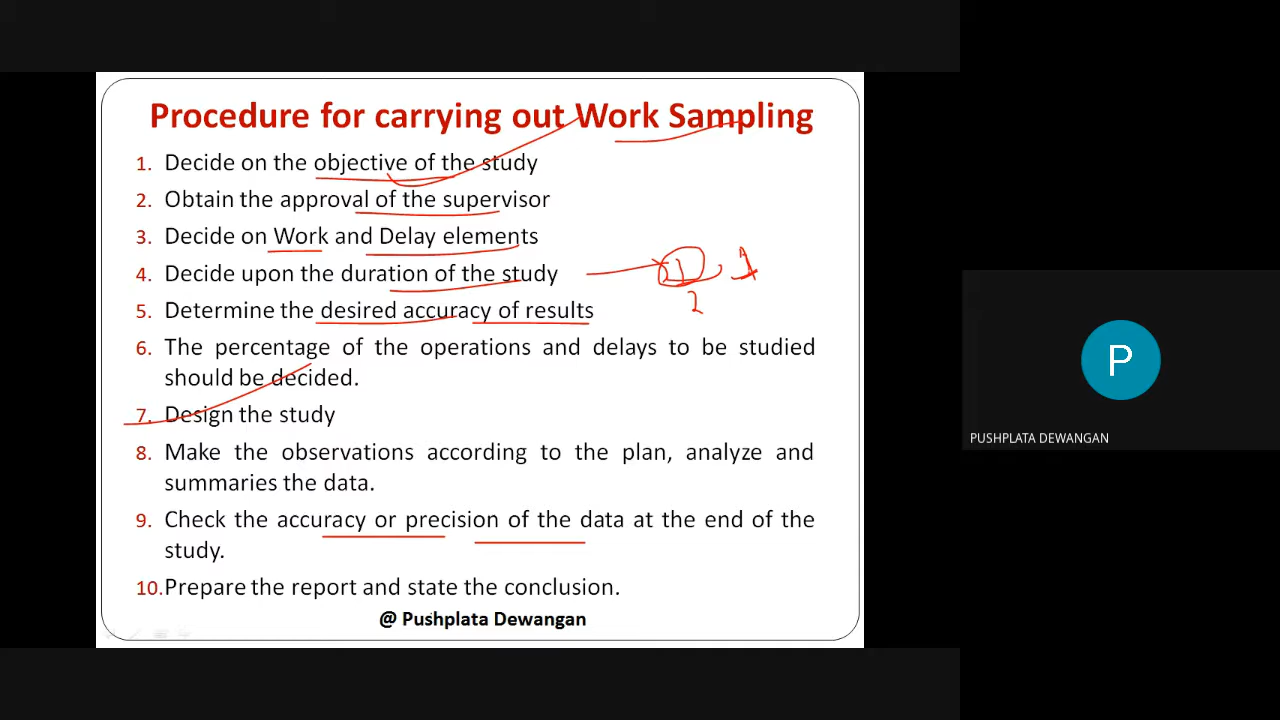 Procedure for carrying out Work Sampling
1. Decide on the objective of the study
2. Obtain the approval of the supervisor
3. Decide on Work and Delay elements
4. Decide upon the duration of the study
1
1
2
5. Determine the desired accuracy of results
6. The percentage of the operations and delays to be studied
should be decided.
7. Design the study
8. Make the observations according to the plan, analyze and
summaries the data.
9. Check the accuracy or precision of the data at the end of the
study.
10. Prepare the report and state the conclusion.
@ Pushplata Dewangan
P
PUSHPLATA DEWANGAN